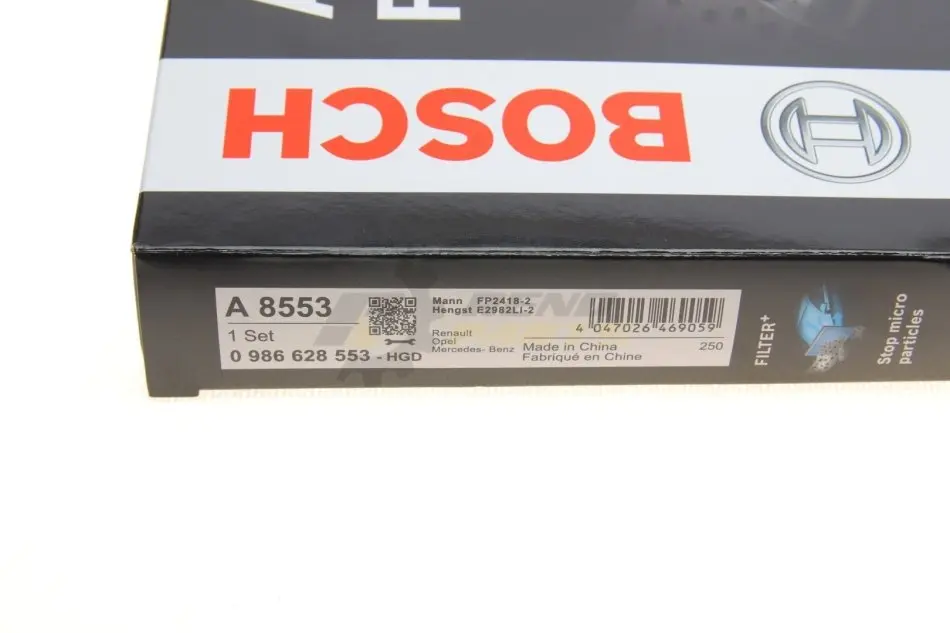 BOSCH
A 8553
1 Set
0 986 628 553 - HGD
Mann FP2418-2
Hengst E2982LI-2
Renault
Opel
Mercedes- Benz
4 047026 469059
Made in China
Fabriqué en Chine
250
FILTER+
Stop micro
particles